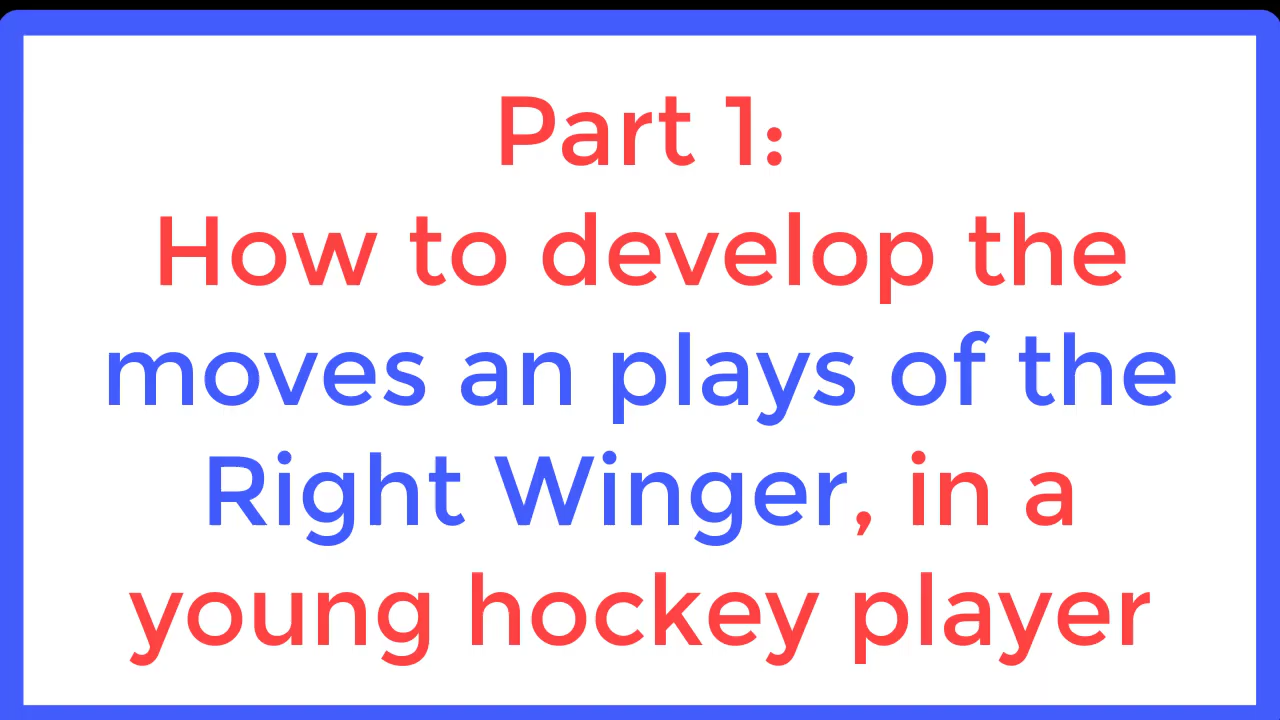 Part 1:
How to develop the
moves an plays of the
Right Winger, in a
young hockey player